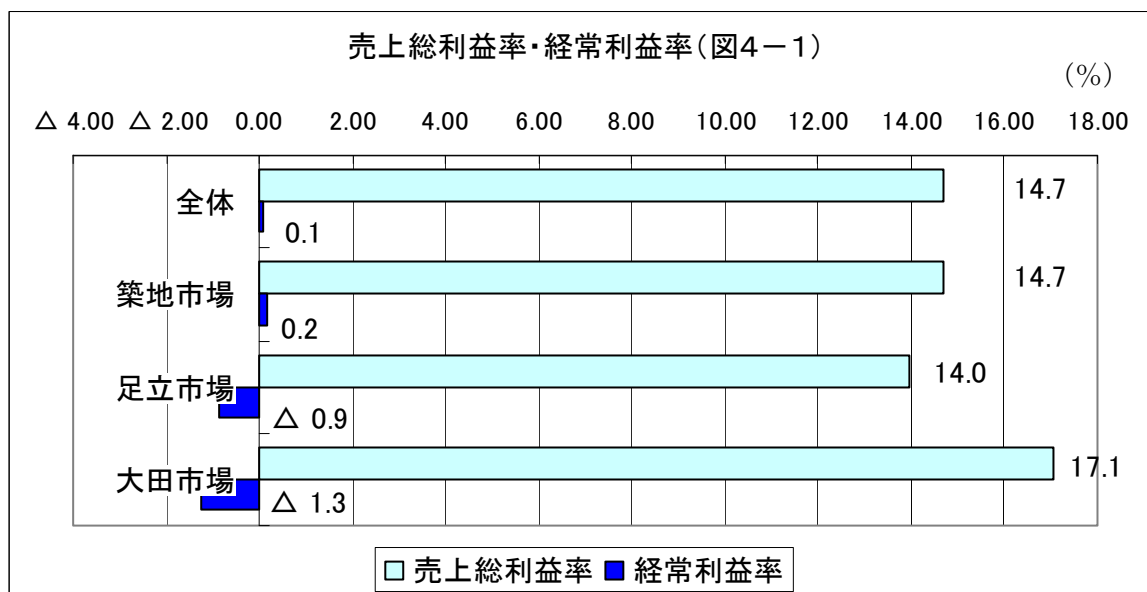 売上総利益率・経常利益率(図4-1)
(%)
△ 4.00 △ 2.00 0.00 2.00 4.00 6.00 8.00 10.00 12.00 14.00 16.00 18.00
全体 14.7
0.1
築地市場 14.7
0.2
足立市場 14.0
△ 0.9
大田市場 17.1
△ 1.3
売上総利益率 経常利益率